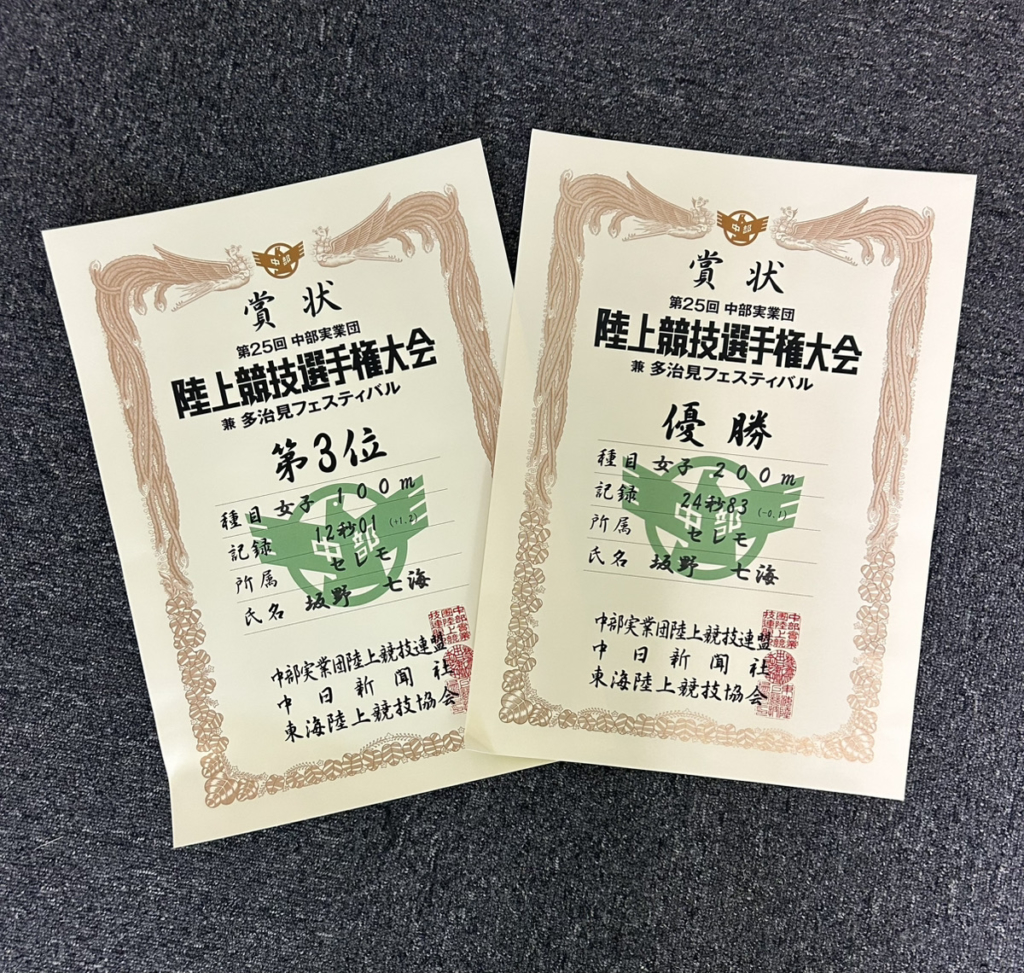 中部
賞状
第25回 中部実業団
陸上競技選手権大会
兼 多治見フェスティバル
第3位
種目 女子 100m
記録 12秒01 (+1.2)
所属 セレモ
氏名 坂野 七海
中部
中部実業団陸上競技連盟
中日新聞社
東海陸上競技協会
中部
賞状
第25回 中部実業団
陸上競技選手権大会
兼 多治見フェスティバル
優勝
種目 女子 200m
記録 24秒83 (-0.1)
所属 セレモ
氏名 坂野 七海
中部
中部実業団陸上競技連盟
中日新聞社
東海陸上競技協会